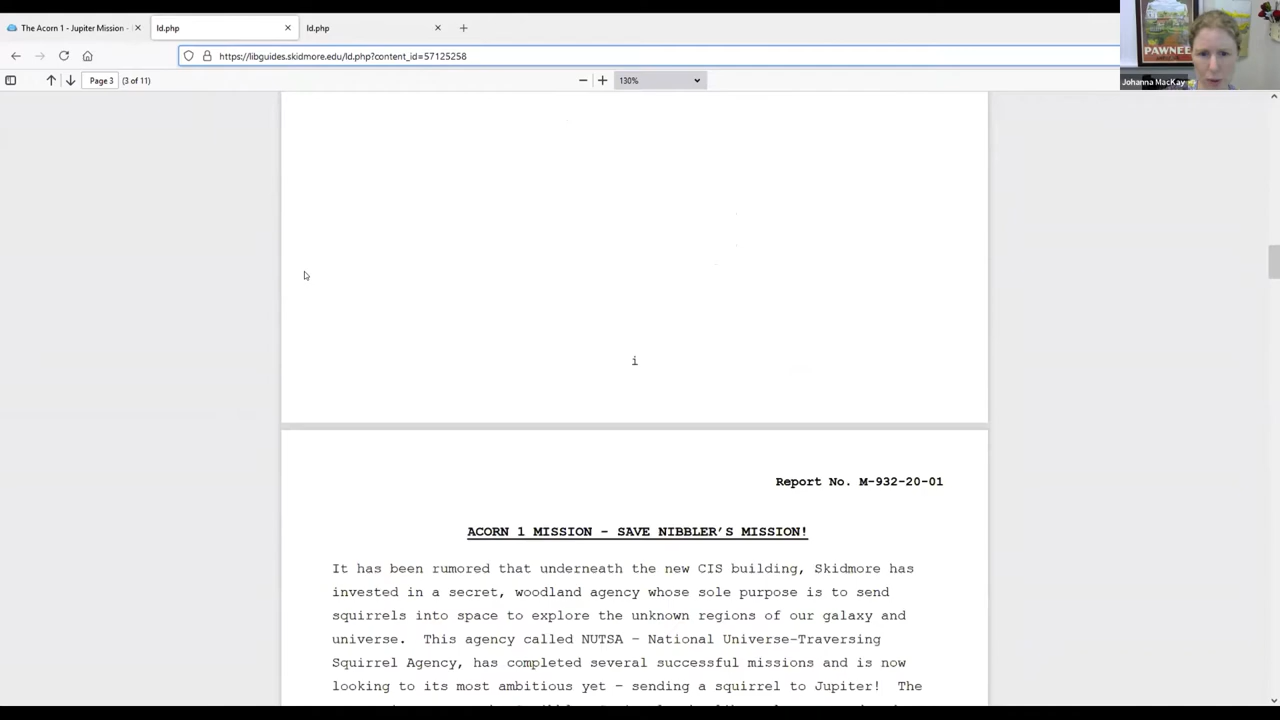 The Acorn 1 - Jupiter Mission -
ld.php
ld.php
https://libguides.skidmore.edu/ld.php?content_id=57125258
Page 3
(3 of 11)
130%
PAWNEE
Johanna MacKay
i
Report No. M-932-20-01
ACORN 1 MISSION – SAVE NIBBLER'S MISSION!
It has been rumored that underneath the new CIS building, Skidmore has
invested in a secret, woodland agency whose sole purpose is to send
squirrels into space to explore the unknown regions of our galaxy and
universe.  This agency called NUTSA – National Universe-Traversing
Squirrel Agency, has completed several successful missions and is now
looking to its most ambitious yet – sending a squirrel to Jupiter!  The